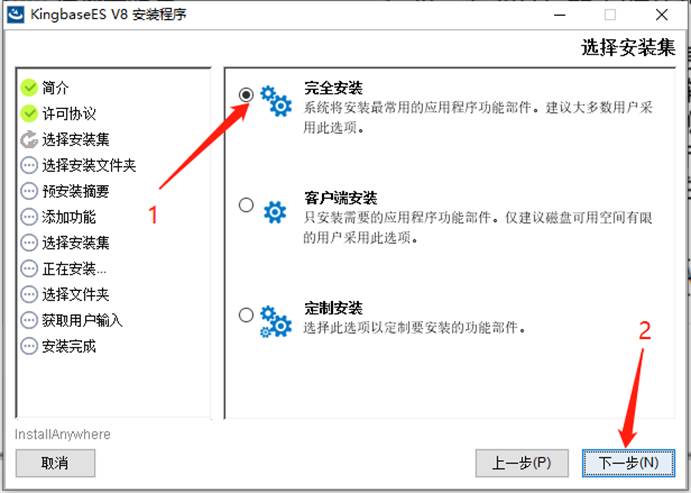 KingbaseES V8 安装程序
选择安装集
简介
许可协议
选择安装集
选择安装文件夹
预安装摘要
添加功能
选择安装集
正在安装...
选择文件夹
获取用户输入
安装完成
完全安装
系统将安装最常用的应用程序功能部件。建议大多数用户采
用此选项。
1
客户端安装
只安装需要的应用程序功能部件。仅建议磁盘可用空间有限
的用户采用此选项。
定制安装
选择此选项以定制要安装的功能部件。
2
InstallAnywhere
取消
上一步(P)
下一步(N)